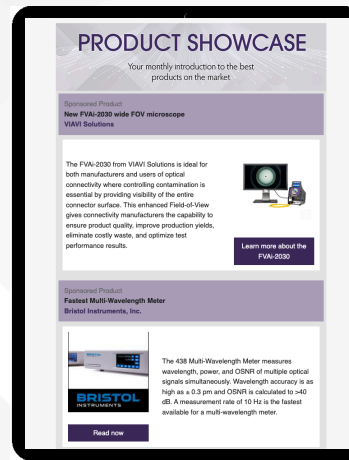 PRODUCT SHOWCASE
Your monthly introduction to the best
products on the market
Sponsored Product
New FVAi-2030 wide FOV microscope
VIAVI Solutions
The FVAi-2030 from VIAVI Solutions is ideal for
both manufacturers and users of optical
connectivity where controlling contamination is
essential by providing visibility of the entire
connector surface. This enhanced Field-of-View
gives connectivity manufacturers the capability to
ensure product quality, improve production yields,
eliminate costly waste, and optimize test
performance results.
Learn more about the
FVAi-2030
Sponsored Product
Fastest Multi-Wavelength Meter
Bristol Instruments, Inc.
BRISTOL
INSTRUMENTS
Read now
The 438 Multi-Wavelength Meter measures
wavelength, power, and OSNR of multiple optical
signals simultaneously. Wavelength accuracy is as
high as ± 0.3 pm and OSNR is calculated to >40
dB. A measurement rate of 10 Hz is the fastest
available for a multi-wavelength meter.